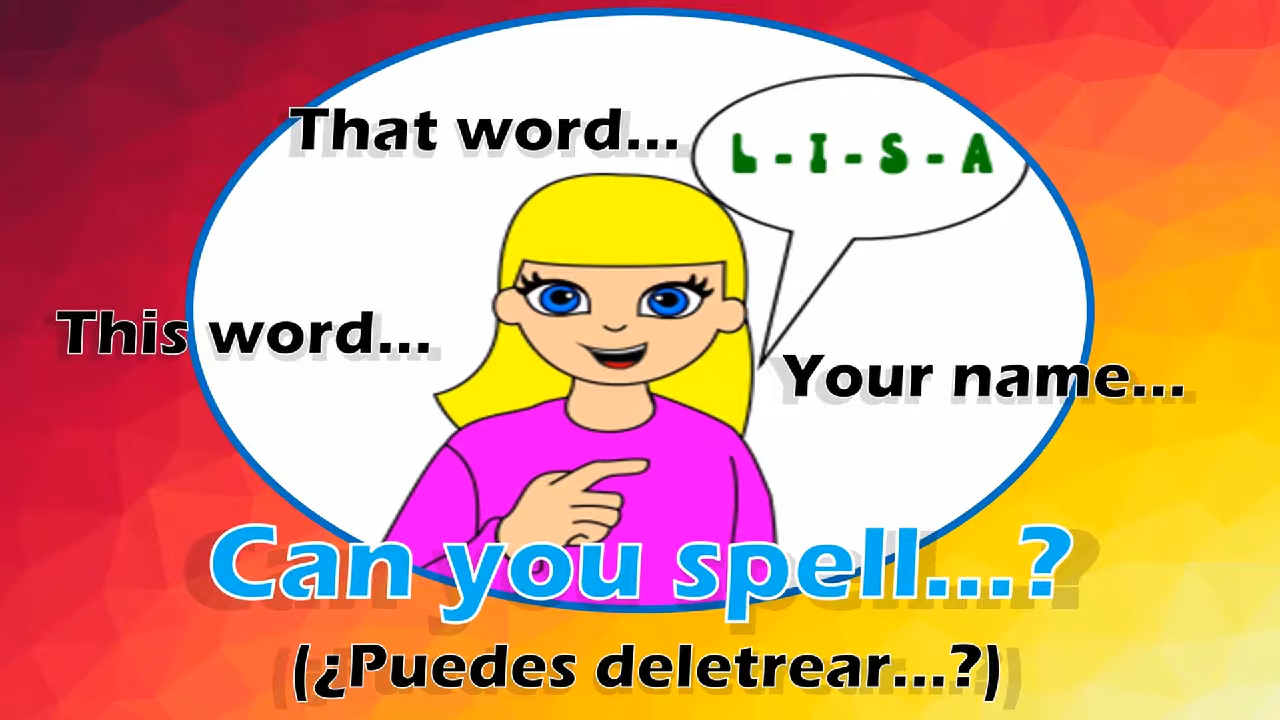 That word...
L - I - S - A
This word...
Your name...
Can you spell...?
(¿Puedes deletrear...?)